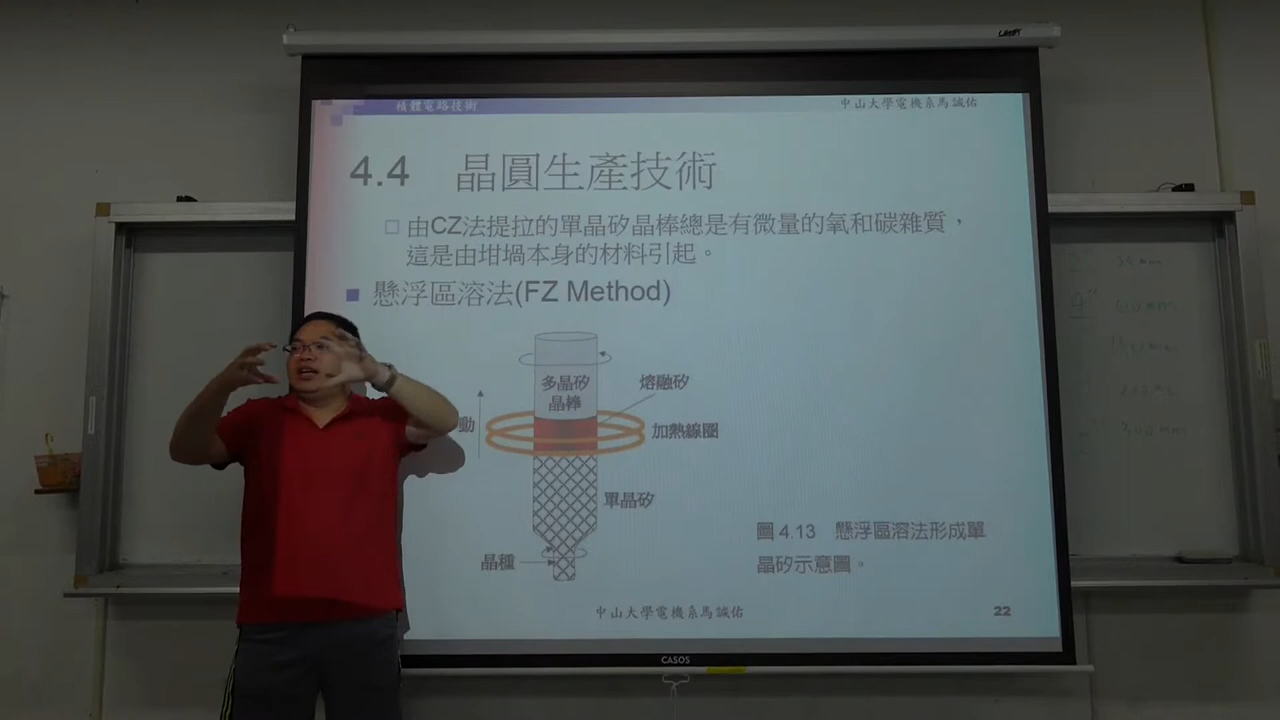 積體電路技術
中山大學電機系馬誠佑
4.4 晶圓生產技術
由CZ法提拉的單晶矽晶棒總是有微量的氧和碳雜質，
這是由坩堝本身的材料引起。
懸浮區溶法(FZ Method)
多晶矽
晶棒
熔融矽
動
加熱線圈
單晶矽
晶種
圖 4.13 懸浮區溶法形成單
晶矽示意圖。
中山大學電機系馬誠佑
22
CASOS